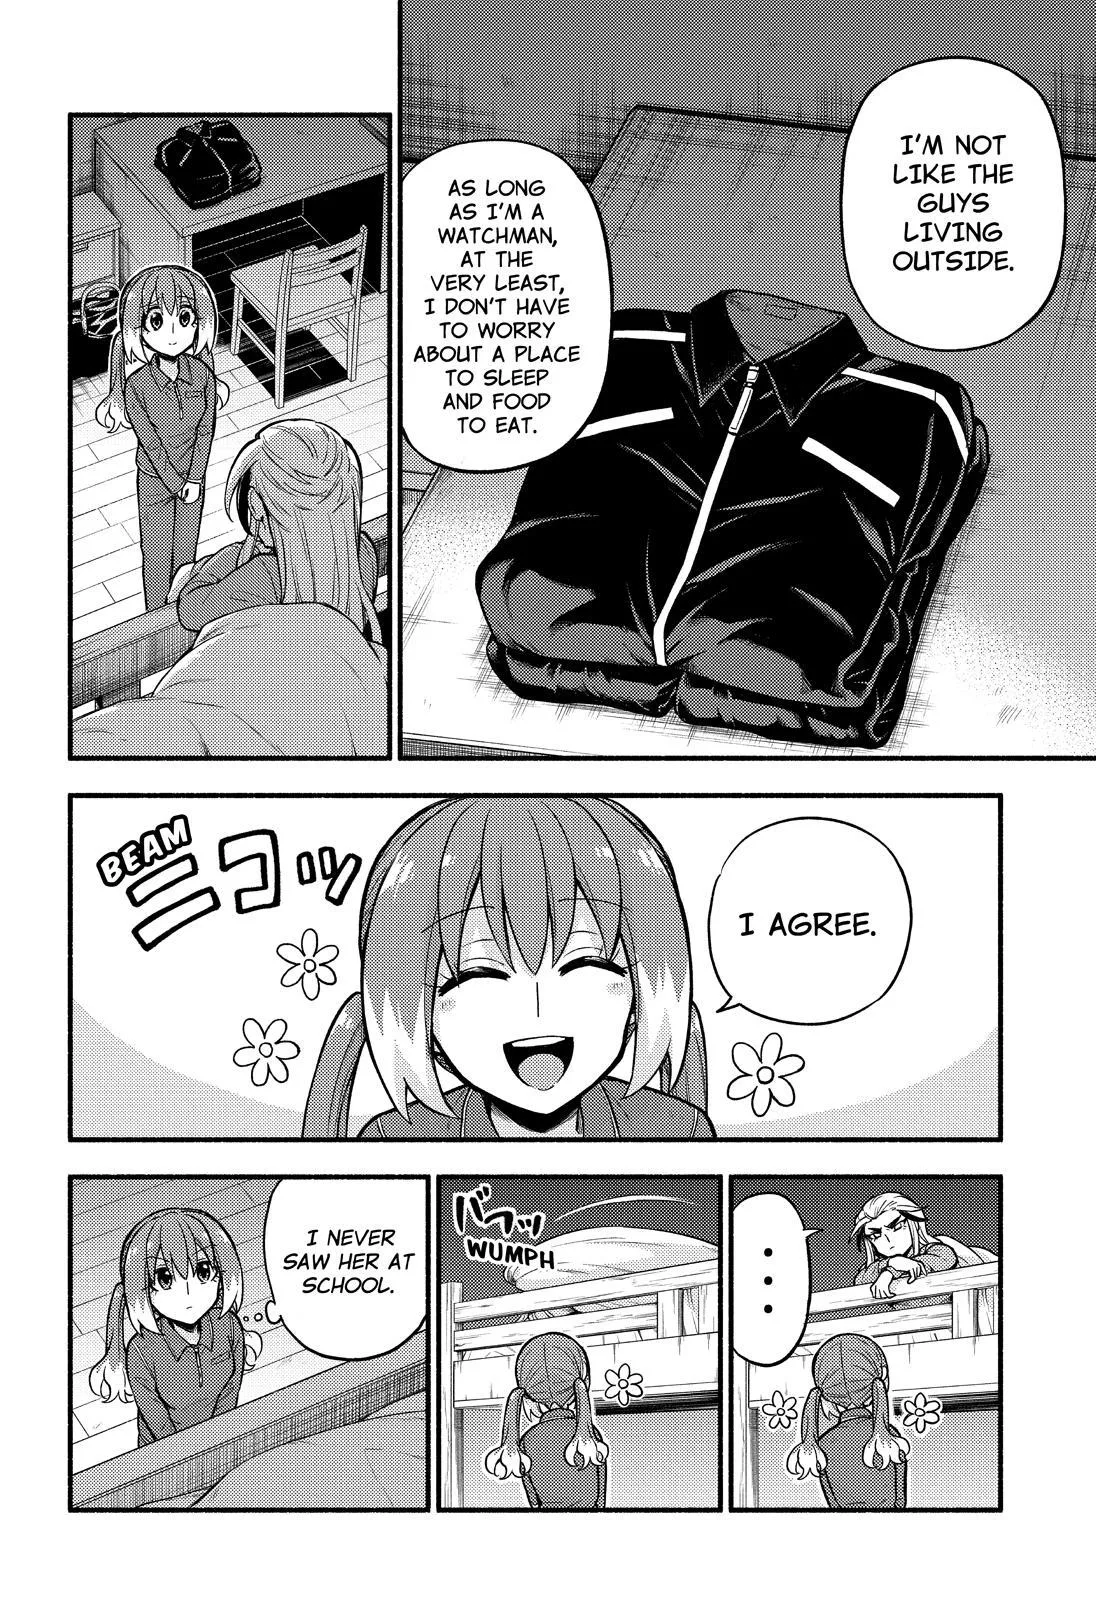 I'M NOT
LIKE THE
GUYS
LIVING
OUTSIDE.
AS LONG
AS I'M A
WATCHMAN,
AT THE
VERY LEAST,
I DON'T HAVE
TO WORRY
ABOUT A PLACE
TO SLEEP
AND FOOD
TO EAT.
I AGREE.
BEAM
ニコッ
...
バフッ
WUMPH
I NEVER
SAW HER AT
SCHOOL.